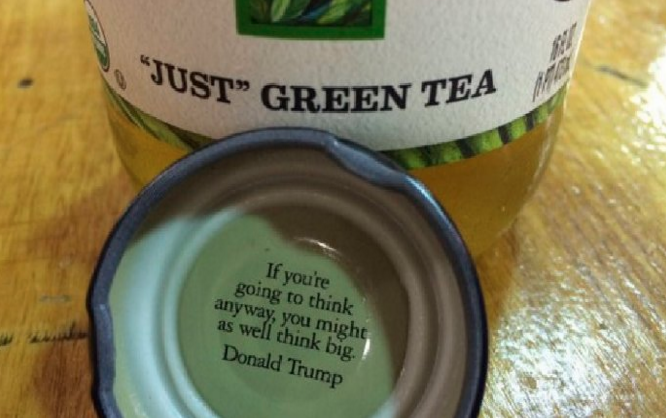 “JUST” GREEN TEA
If you're
going to think
anyway, you might
as well think big.
Donald Trump